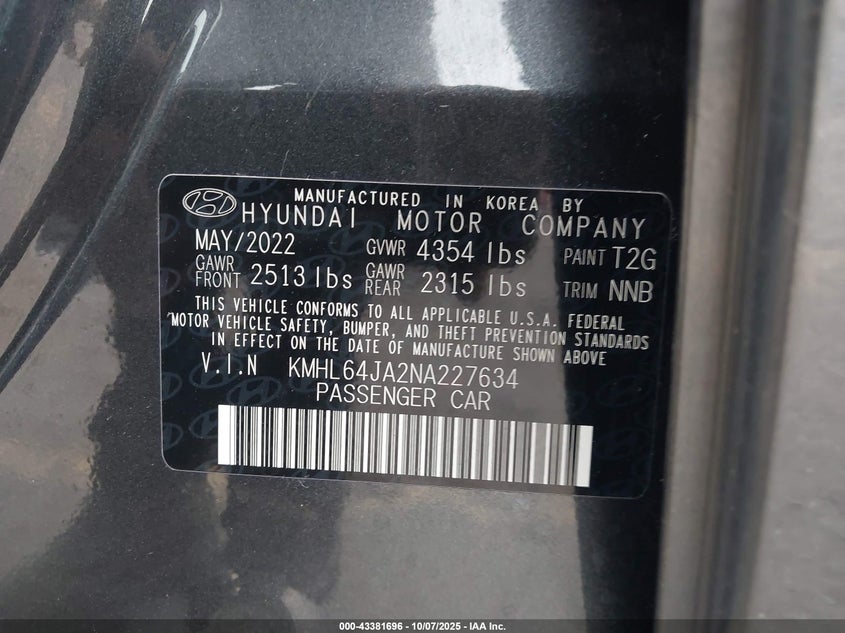 MANUFACTURED IN KOREA BY
HYUNDAI MOTOR COMPANY
MAY/2022 GVWR 4354 lbs PAINT T2G
GAWR FRONT 2513 lbs GAWR REAR 2315 lbs TRIM NNB
THIS VEHICLE CONFORMS TO ALL APPLICABLE U.S.A. FEDERAL
MOTOR VEHICLE SAFETY, BUMPER, AND THEFT PREVENTION STANDARDS
IN EFFECT ON THE DATE OF MANUFACTURE SHOWN ABOVE
V.I.N KMHL64JA2NA227634
PASSENGER CAR
000-43381696 - 10/07/2025 - IAA Inc.